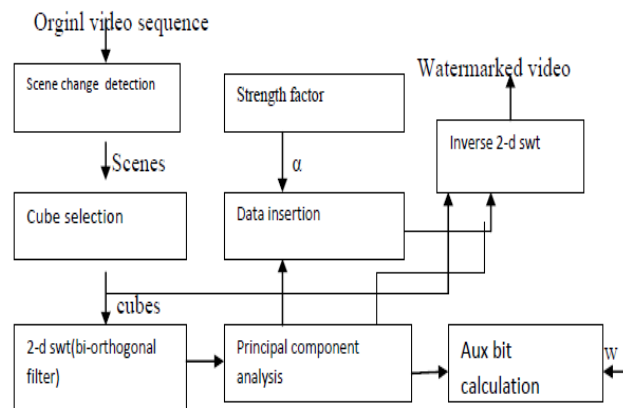 Orginl video sequence
Scene change detection
Strength factor
Watermarked video
Inverse 2-d swt
Scenes
α
Cube selection
Data insertion
cubes
2-d swt(bi-orthogonal
filter)
Principal component
analysis
Aux bit
calculation
w